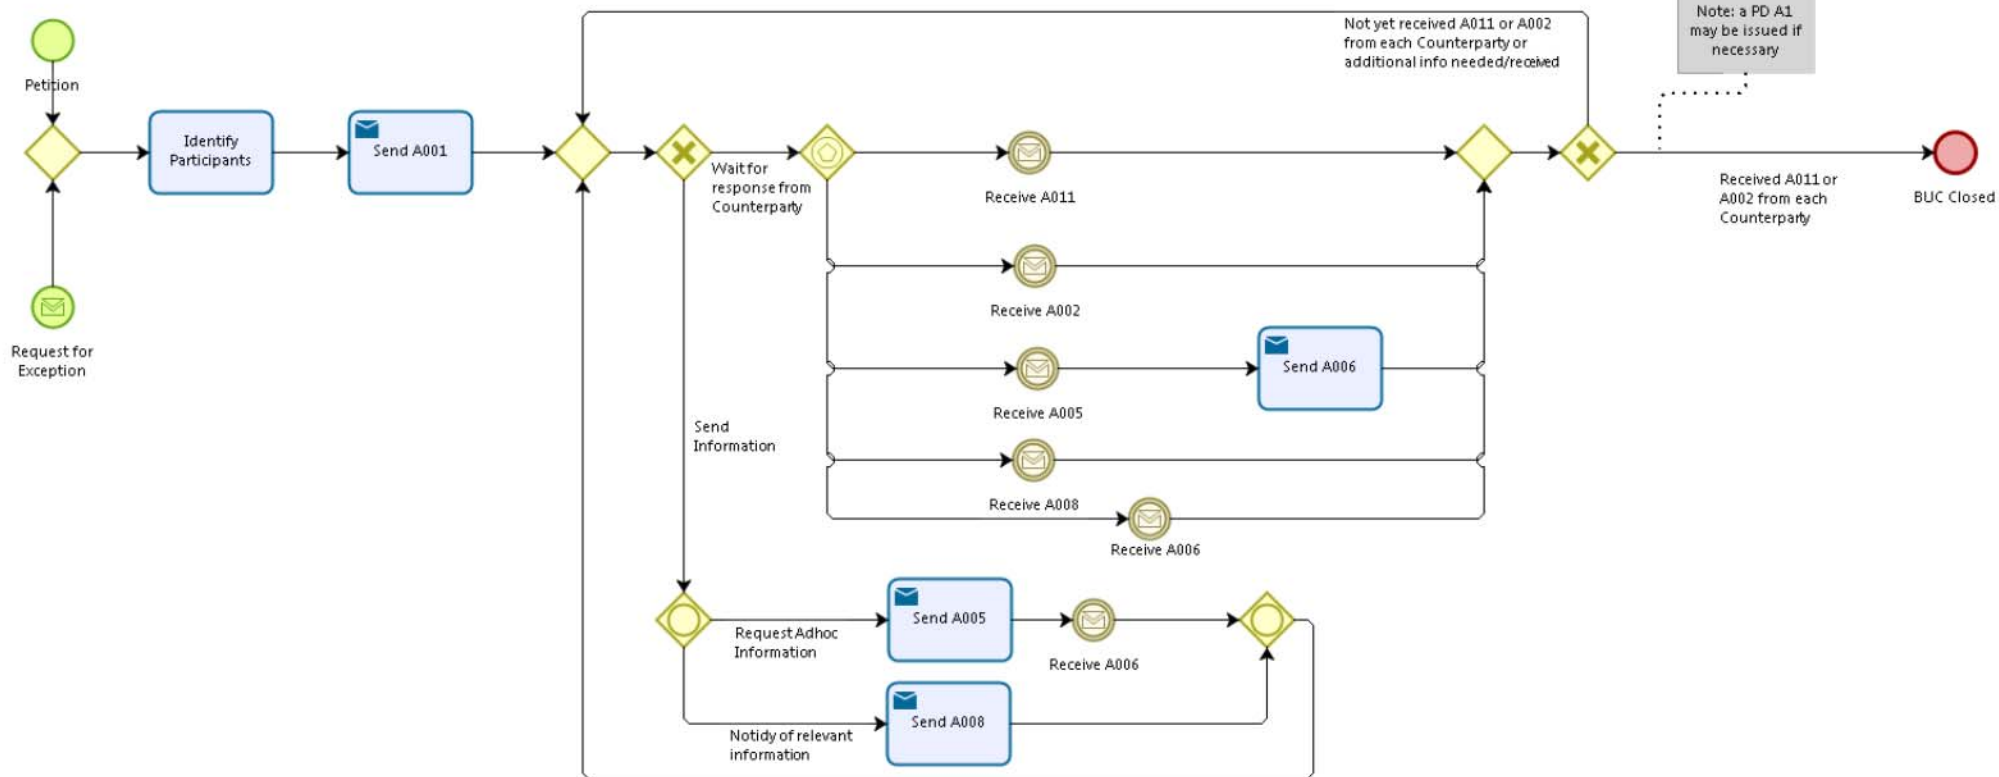 Petition
Request for
Exception
Identify
Participants
Send A001
Wait for
response from
Counterparty
Send
Information
Receive A011
Receive A002
Receive A005
Send A006
Receive A008
Receive A006
Not yet received A011 or A002
from each Counterparty or
additional info needed/received
Note: a PD A1
may be issued if
necessary
Received A011 or
A002 from each
Counterparty
BUC Closed
Request Adhoc
Information
Send A005
Receive A006
Notidy of relevant
information
Send A008